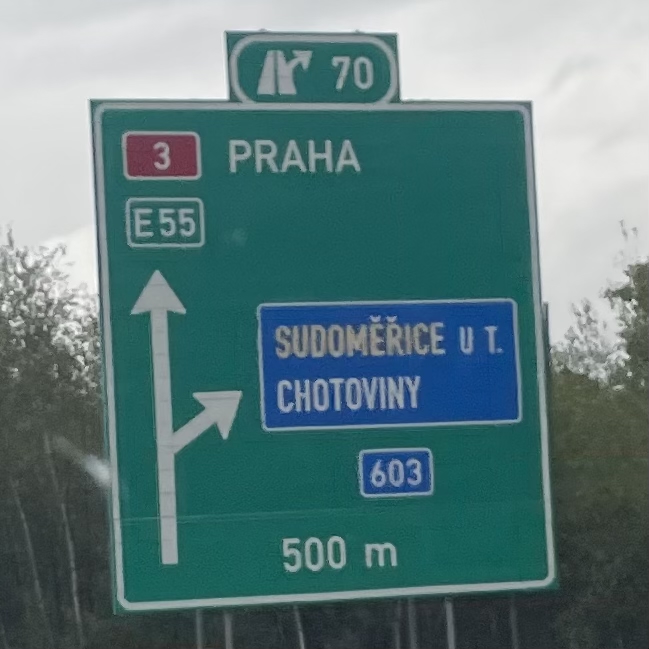 70
3 PRAHA
E55
SUDOMĚŘICE U T.
CHOTOVINY
603
500 m